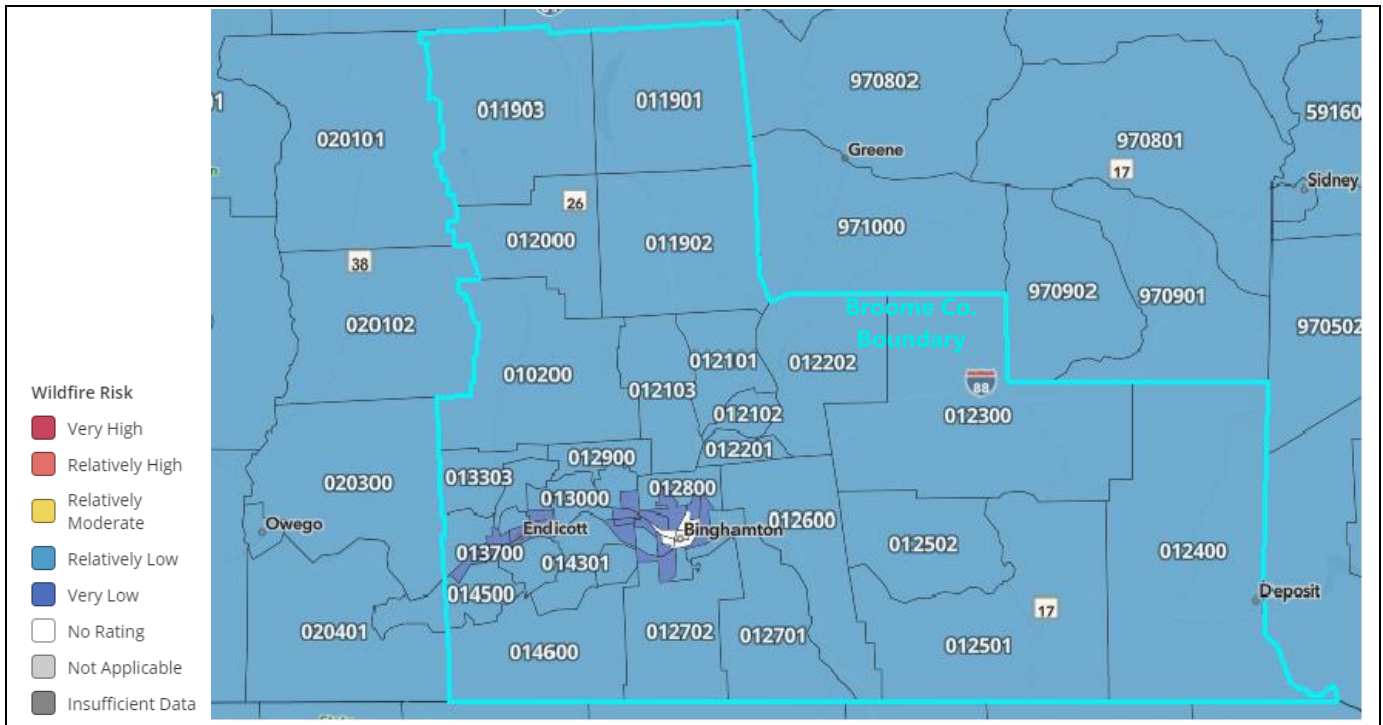 Wildfire Risk
Very High
Relatively High
Relatively
Moderate
Relatively Low
Very Low
No Rating
Not Applicable
Insufficient Data
970802
011901
011903
59160
020101
970801
Greene
17
Sidney
26
971000
012000
011902
38
970902
970901
Broome Co.
Boundary
020102
970502
012101
012202
010200
012103
88
012102
012300
012201
012900
013303
020300
012800
013000
Owego
Endicott
Binghamton
012600
012502
013700
014301
012400
014500
Deposit
17
020401
012702
012701
012501
014600